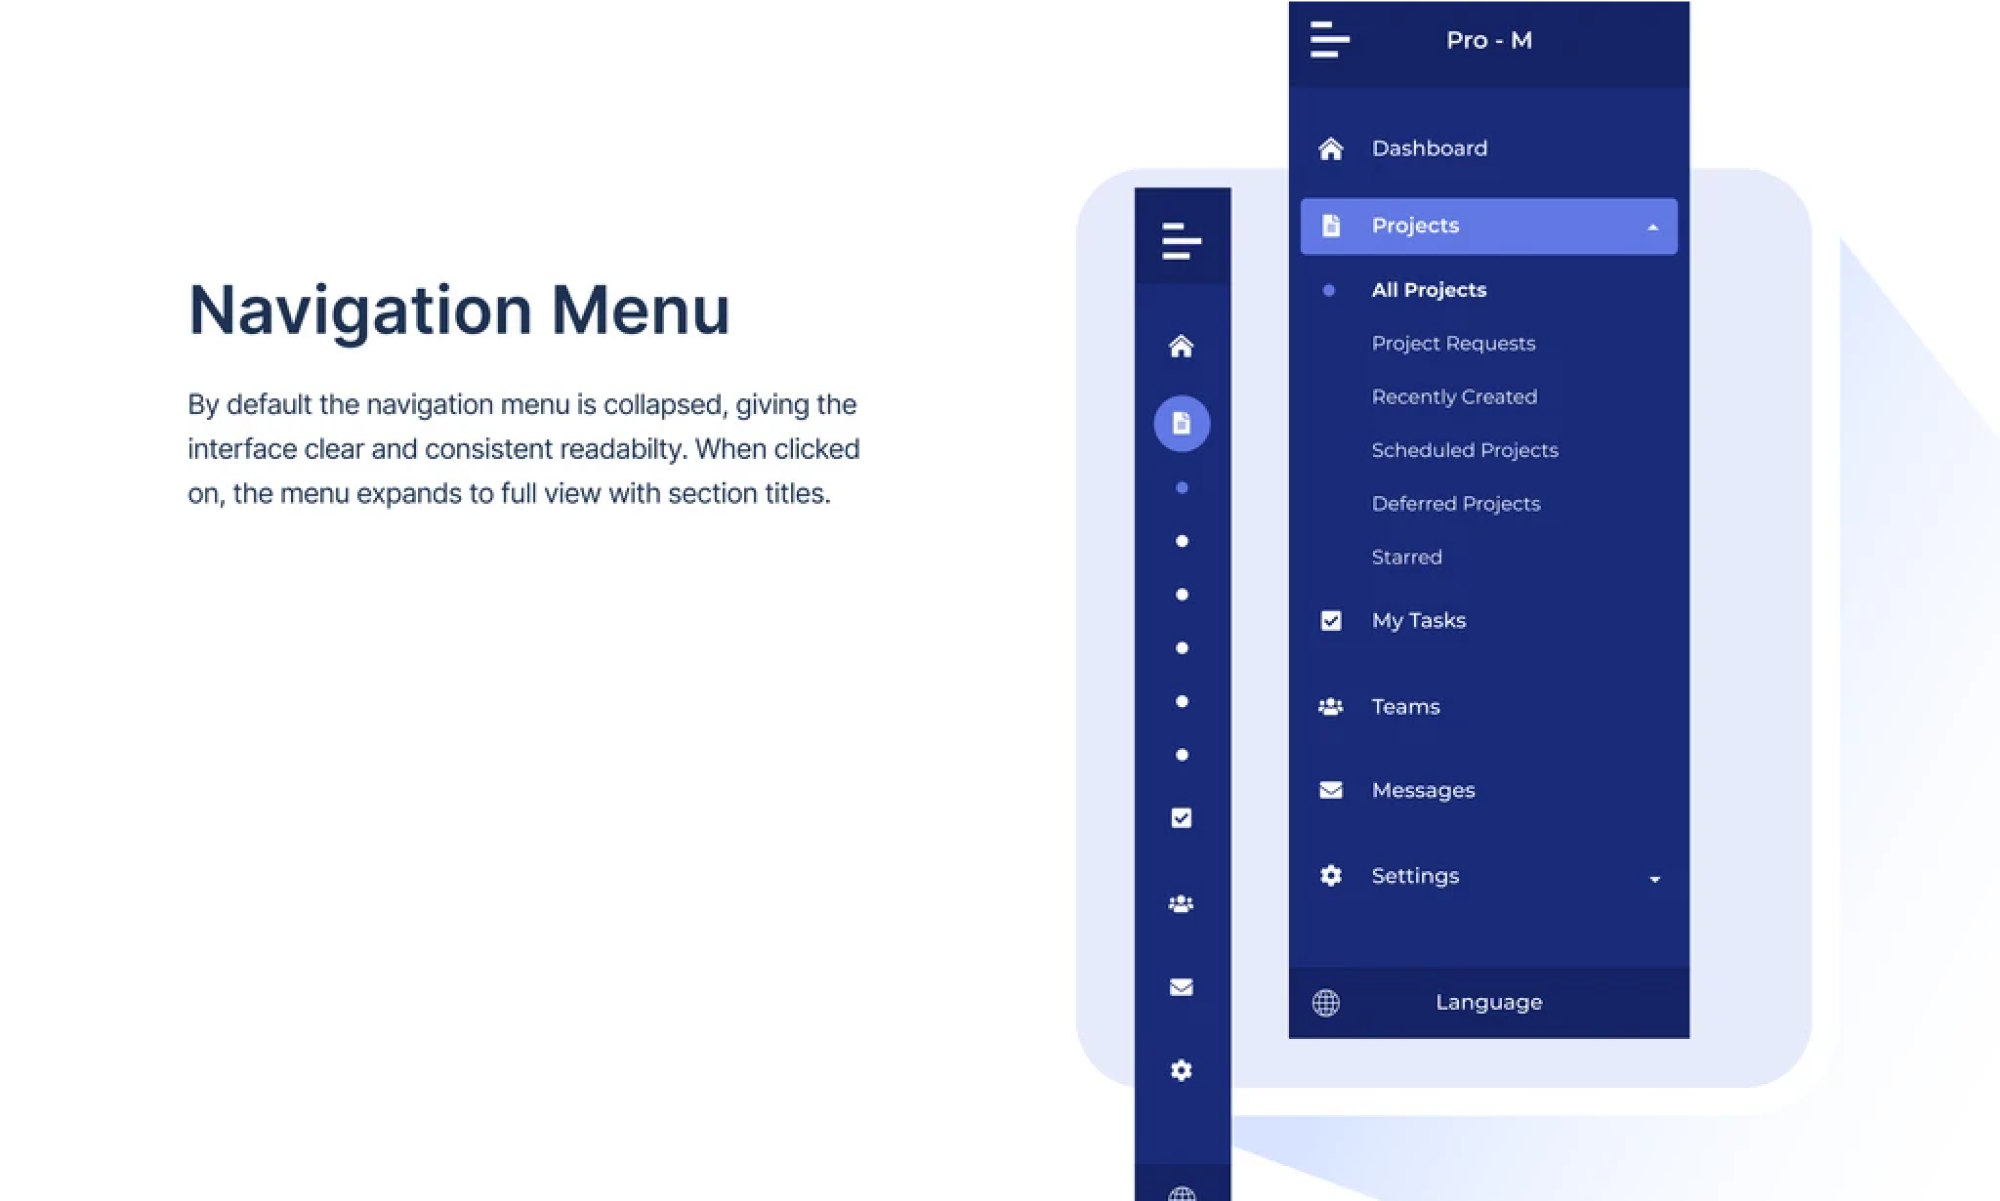 Navigation Menu
By default the navigation menu is collapsed, giving the
interface clear and consistent readabilty. When clicked
on, the menu expands to full view with section titles.
Pro - M
Dashboard
Projects
All Projects
Project Requests
Recently Created
Scheduled Projects
Deferred Projects
Starred
My Tasks
Teams
Messages
Settings
Language